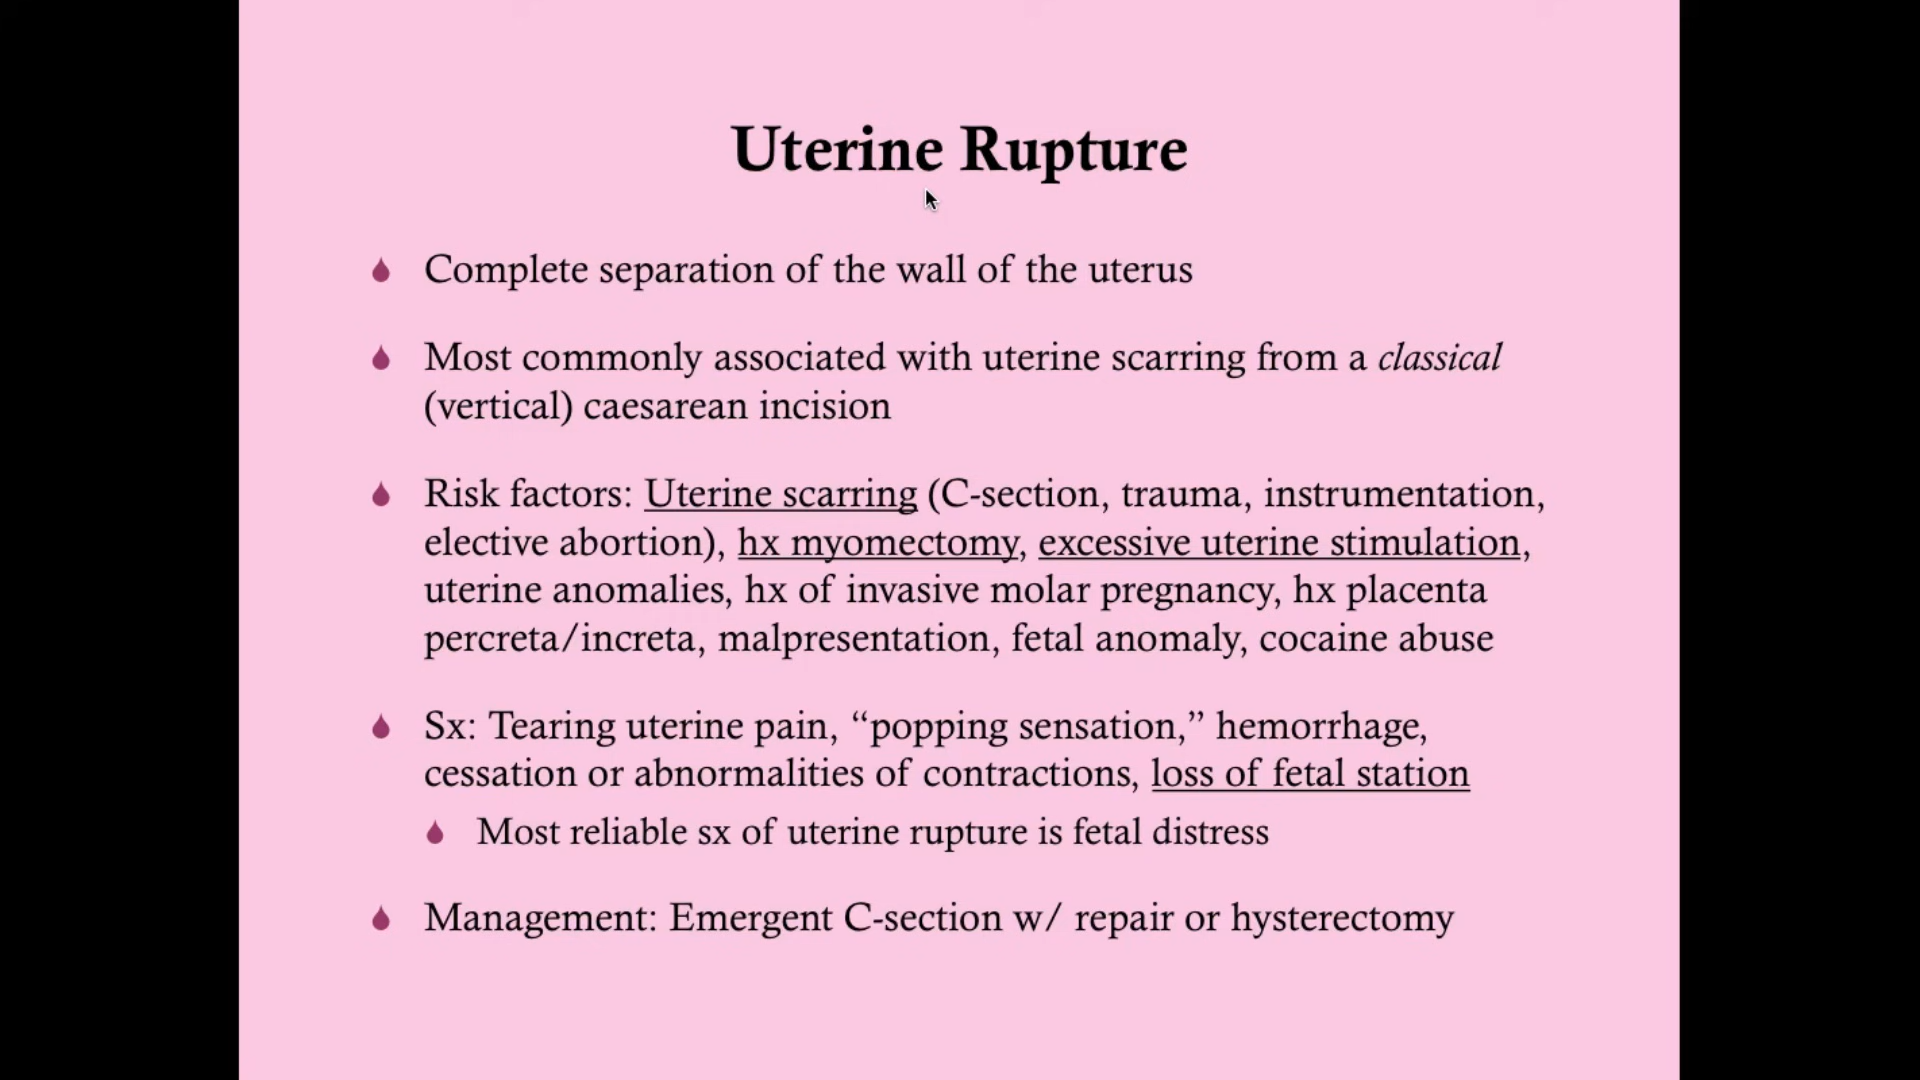 Uterine Rupture
Complete separation of the wall of the uterus
Most commonly associated with uterine scarring from a classical
(vertical) caesarean incision
Risk factors: Uterine scarring (C-section, trauma, instrumentation,
elective abortion), hx myomectomy, excessive uterine stimulation,
uterine anomalies, hx of invasive molar pregnancy, hx placenta
percreta/increta, malpresentation, fetal anomaly, cocaine abuse
Sx: Tearing uterine pain, “popping sensation,” hemorrhage,
cessation or abnormalities of contractions, loss of fetal station
Most reliable sx of uterine rupture is fetal distress
Management: Emergent C-section w/ repair or hysterectomy